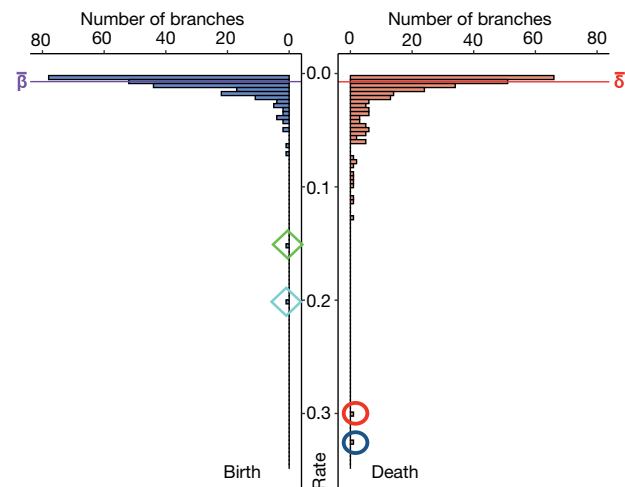 Number of branches Number of branches
80 60 40 20 0 0 20 40 60 80
β̅ 0.0 δ̅
0.1
0.2
0.3
Rate
Birth Death